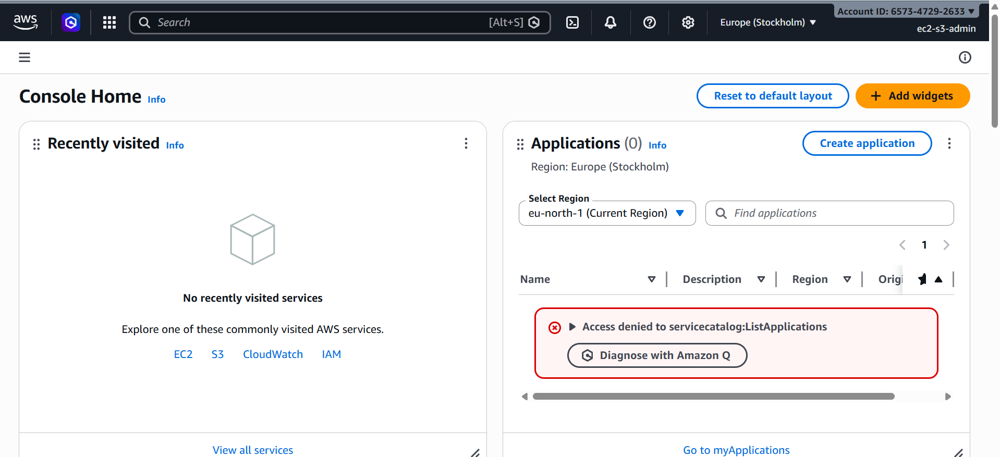 aws
Search [Alt+S]
Europe (Stockholm)
Account ID: 6573-4729-2633
ec2-s3-admin
Console Home Info
Reset to default layout
Add widgets
Recently visited Info
No recently visited services
Explore one of these commonly visited AWS services.
EC2 S3 CloudWatch IAM
View all services
Applications (0) Info
Create application
Region: Europe (Stockholm)
Select Region
eu-north-1 (Current Region)
Find applications
1
Name Description Region Origi
Access denied to servicecatalog:ListApplications
Diagnose with Amazon Q
Go to myApplications